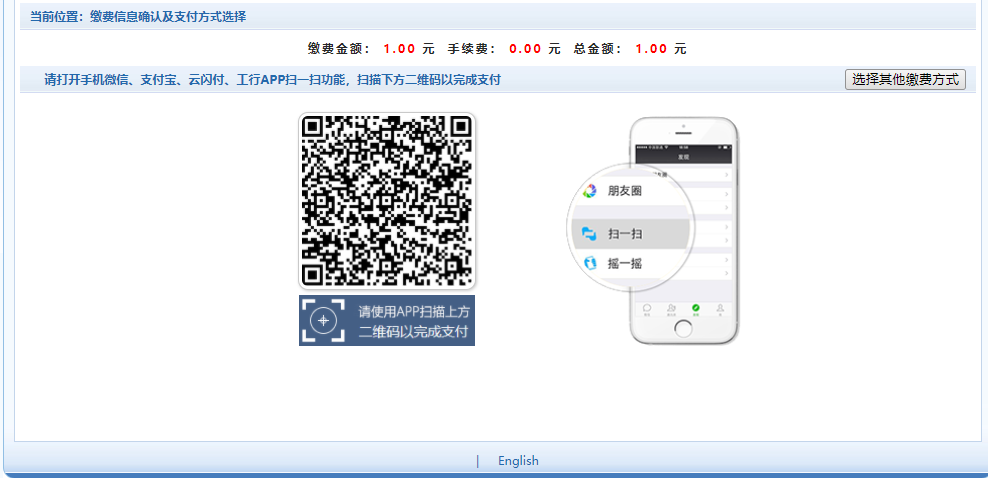 当前位置：缴费信息确认及支付方式选择
缴费金额： 1.00 元 手续费： 0.00 元 总金额： 1.00 元
请打开手机微信、支付宝、云闪付、工行APP扫一扫功能，扫描下方二维码以完成支付
选择其他缴费方式
发现
朋友圈
扫一扫
摇一摇
请使用APP扫描上方
二维码以完成支付
| English